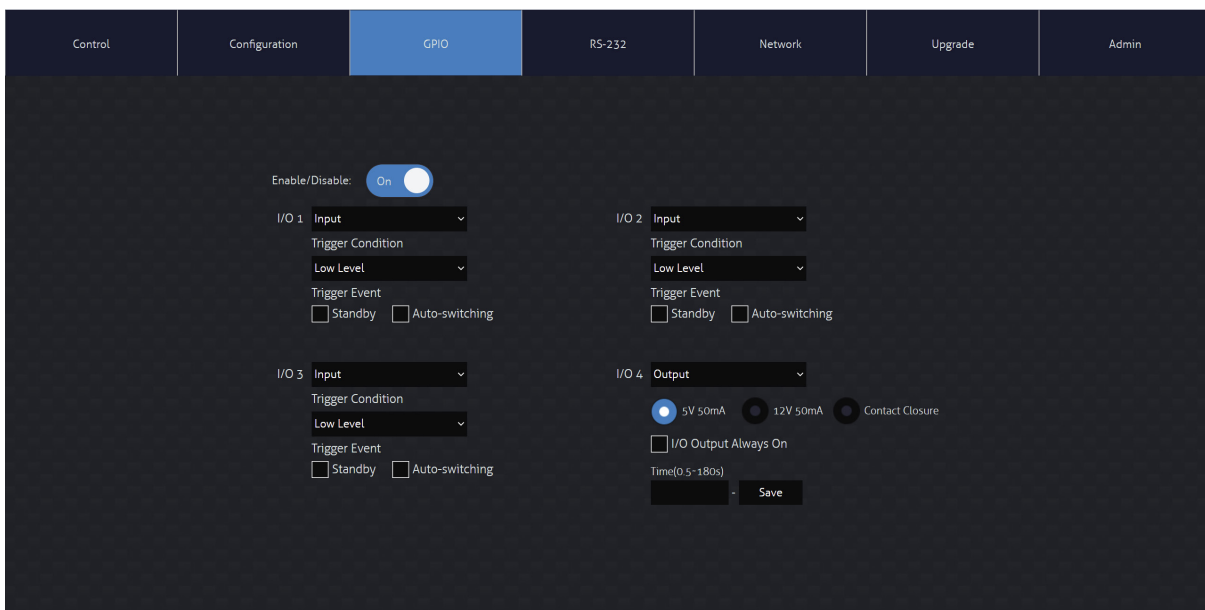 Control Configuration GPIO RS-232 Network Upgrade Admin
Enable/Disable: On
I/O 1 Input
Trigger Condition
Low Level
Trigger Event
Standby Auto-switching
I/O 2 Input
Trigger Condition
Low Level
Trigger Event
Standby Auto-switching
I/O 3 Input
Trigger Condition
Low Level
Trigger Event
Standby Auto-switching
I/O 4 Output
5V 50mA 12V 50mA Contact Closure
I/O Output Always On
Time(0.5~180s)
- Save